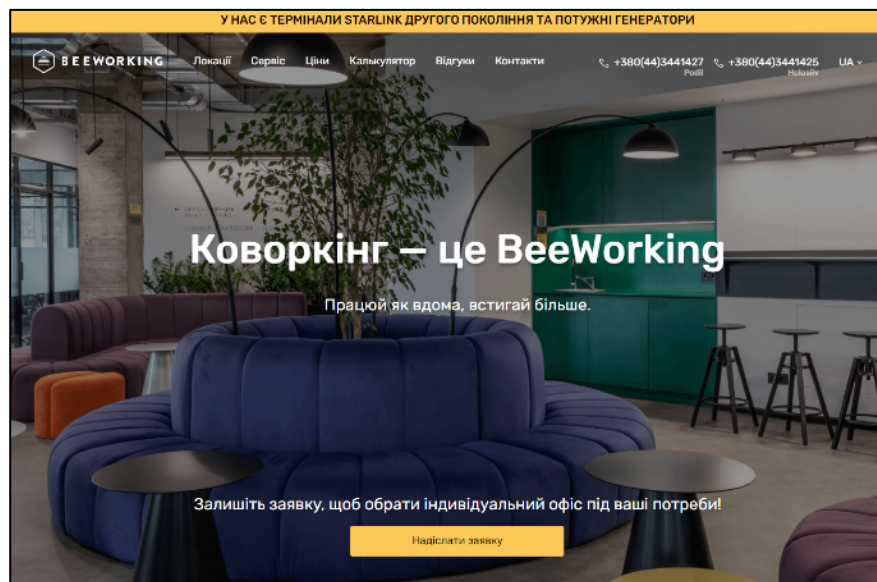 У НАС Є ТЕРМІНАЛИ STARLINK ДРУГОГО ПОКОЛІННЯ ТА ПОТУЖНІ ГЕНЕРАТОРИ
BEEWORKING Локації Сервіс Ціни Калькулятор Відгуки Контакти +380(44)3441427 +380(44)3441425 UA
Podil Holosiiv
Коворкінг — це BeeWorking
Працюй як вдома, встигай більше.
Залишіть заявку, щоб обрати індивідуальний офіс під ваші потреби!
Надіслати заявку